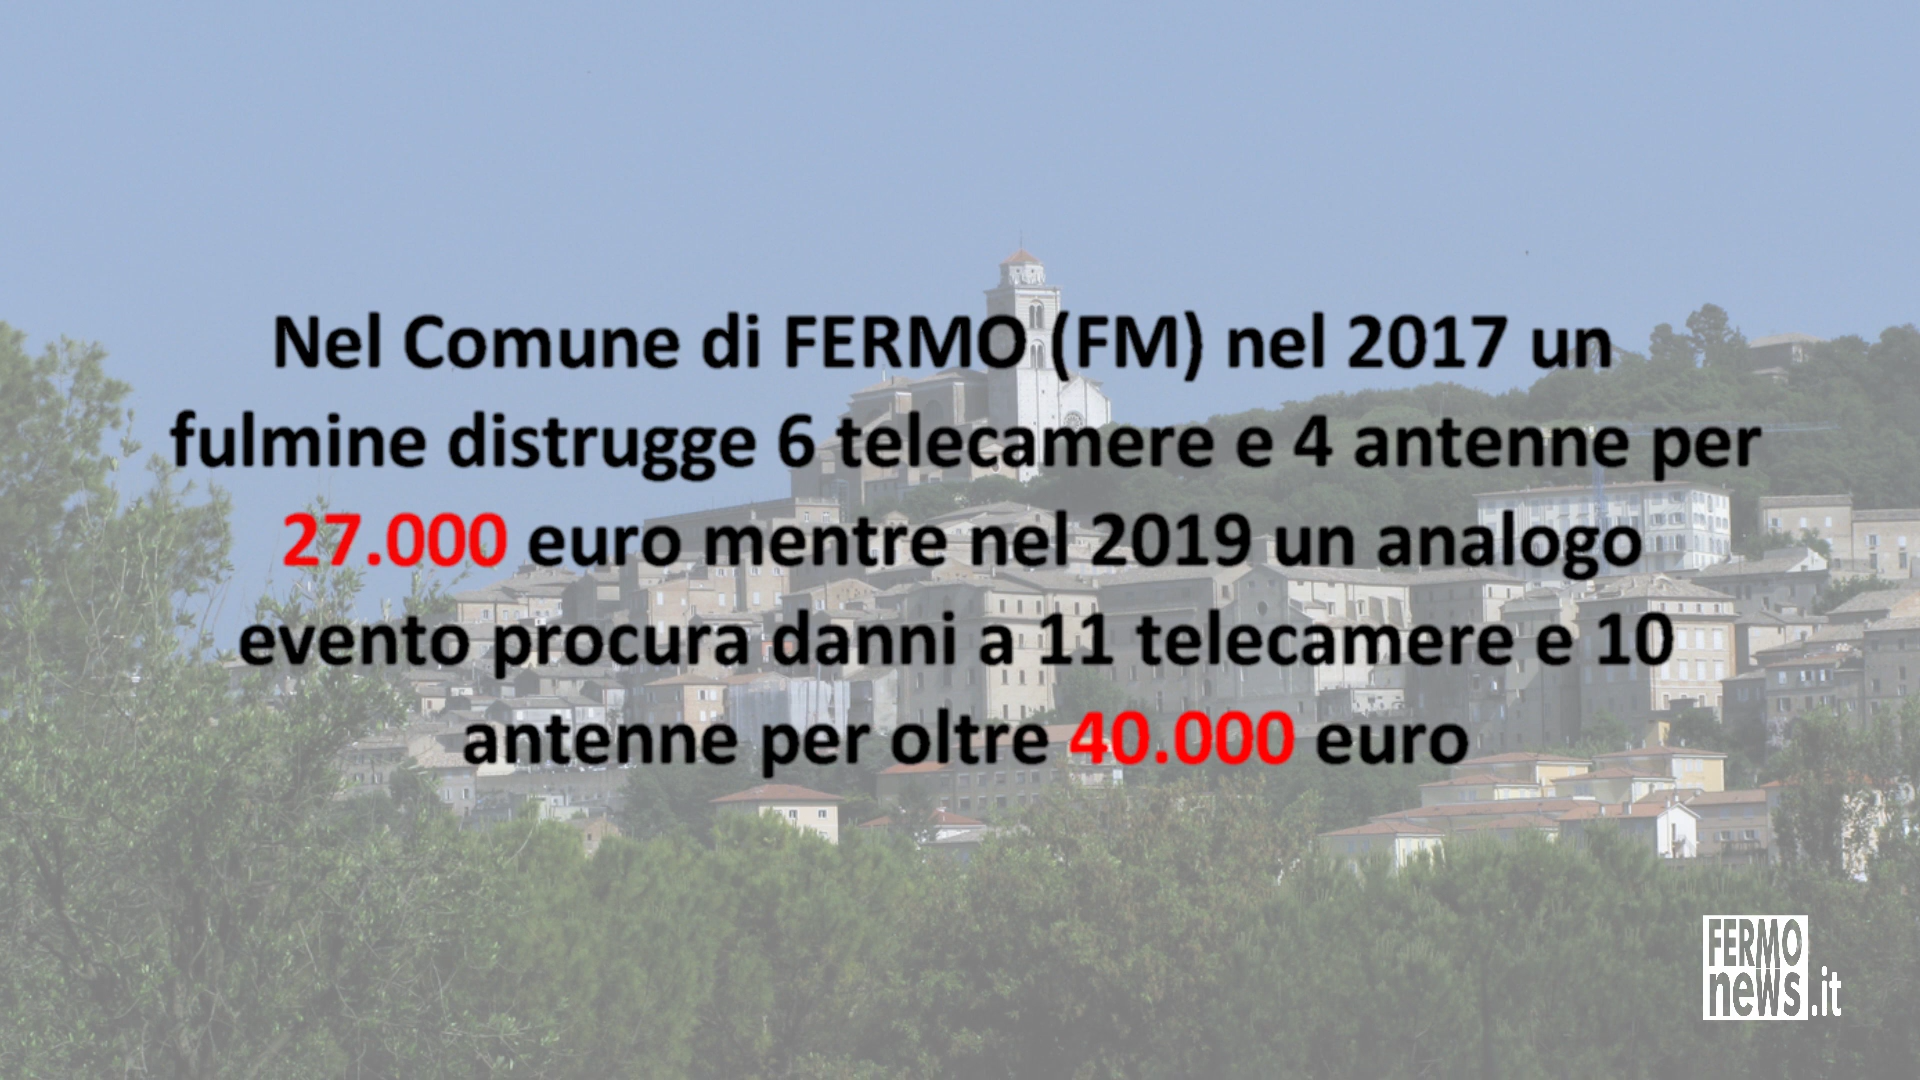 Nel Comune di FERMO (FM) nel 2017 un
fulmine distrugge 6 telecamere e 4 antenne per
27.000 euro mentre nel 2019 un analogo
evento procura danni a 11 telecamere e 10
antenne per oltre 40.000 euro
FERMO
news.it